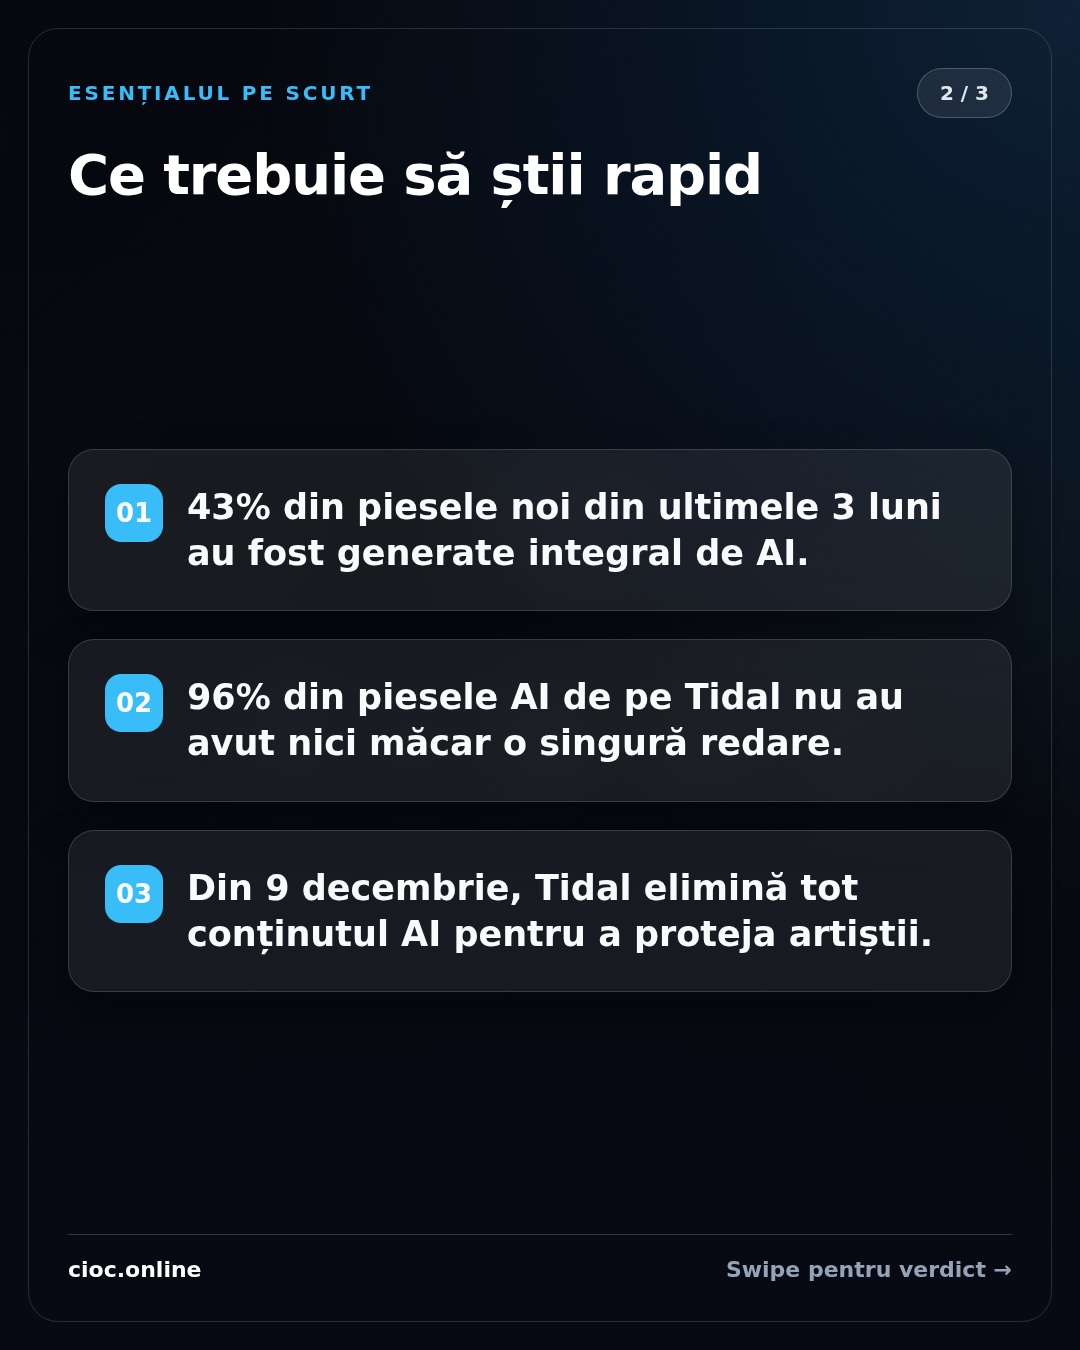 ESENȚIALUL PE SCURT
2 / 3
Ce trebuie să știi rapid
01
43% din piesele noi din ultimele 3 luni
au fost generate integral de AI.
02
96% din piesele AI de pe Tidal nu au
avut nici măcar o singură redare.
03
Din 9 decembrie, Tidal elimină tot
conținutul AI pentru a proteja artiștii.
cioc.online
Swipe pentru verdict →